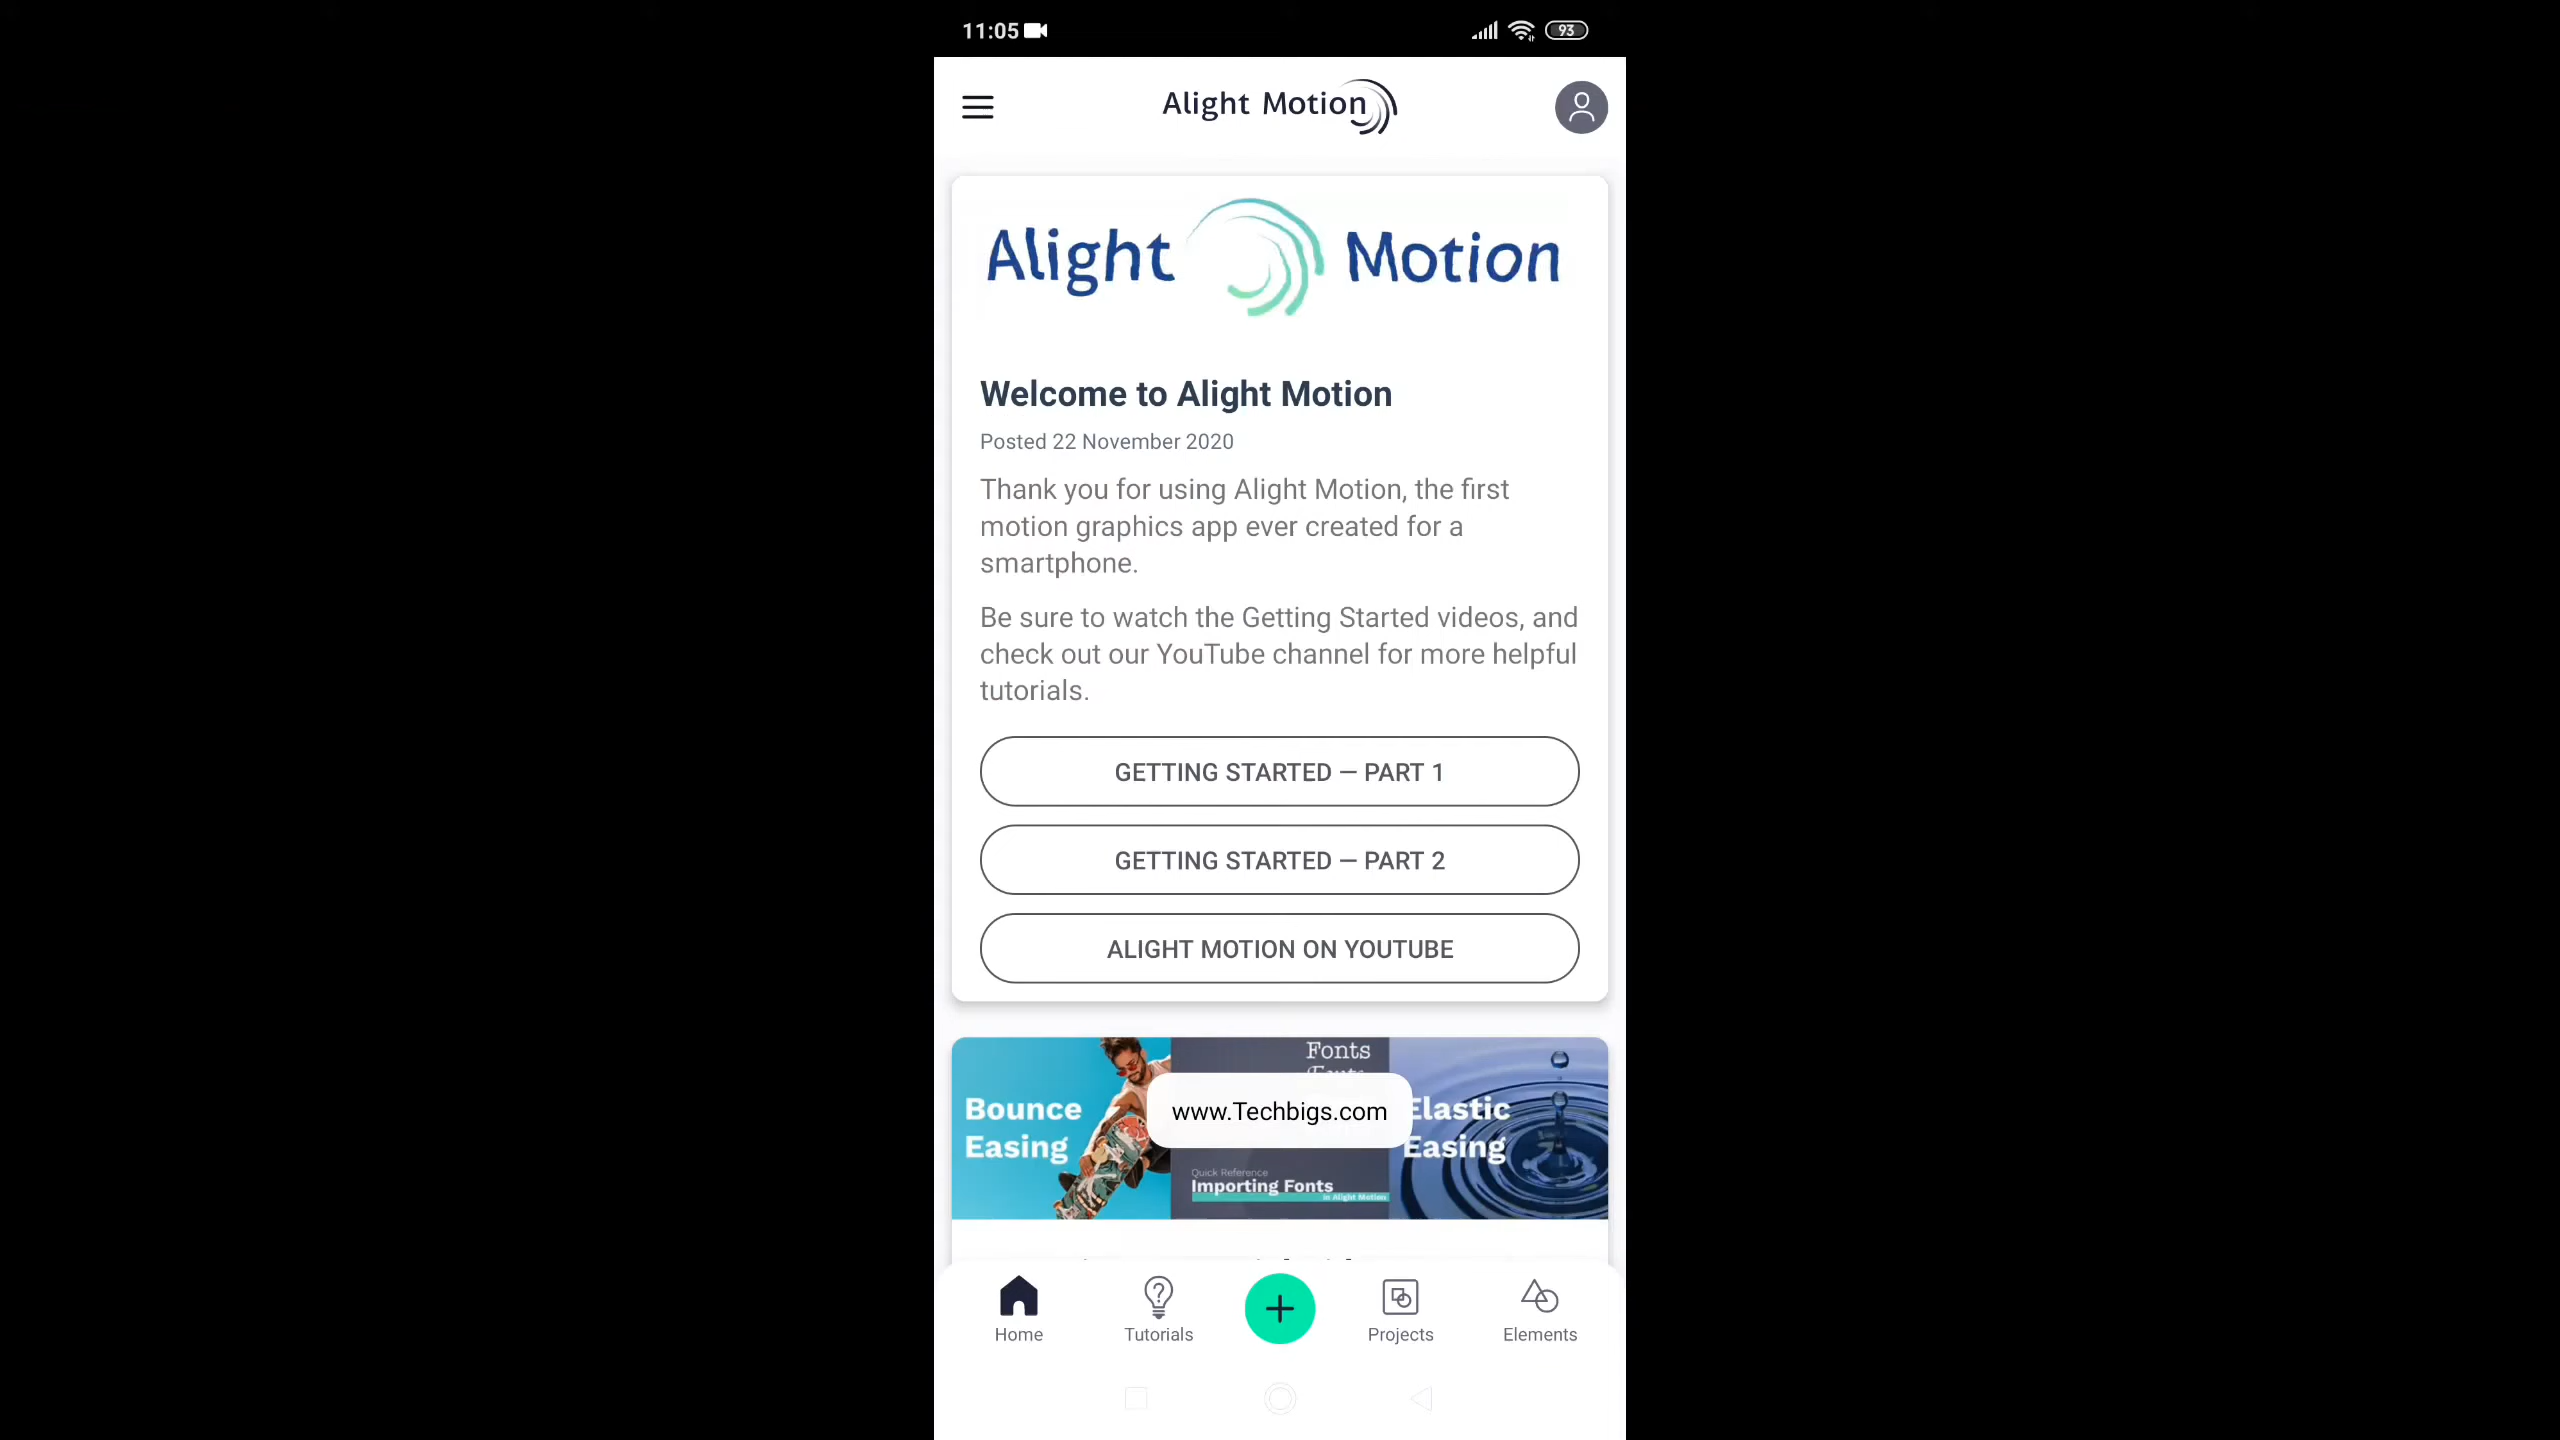 11:05
93
Alight Motion
Alight Motion
Welcome to Alight Motion
Posted 22 November 2020
Thank you for using Alight Motion, the first
motion graphics app ever created for a
smartphone.
Be sure to watch the Getting Started videos, and
check out our YouTube channel for more helpful
tutorials.
GETTING STARTED — PART 1
GETTING STARTED — PART 2
ALIGHT MOTION ON YOUTUBE
Bounce
Easing
Fonts
www.Techbigs.com
Quick Reference
Importing Fonts
in Alight Motion
Elastic
Easing
Home
Tutorials
Projects
Elements